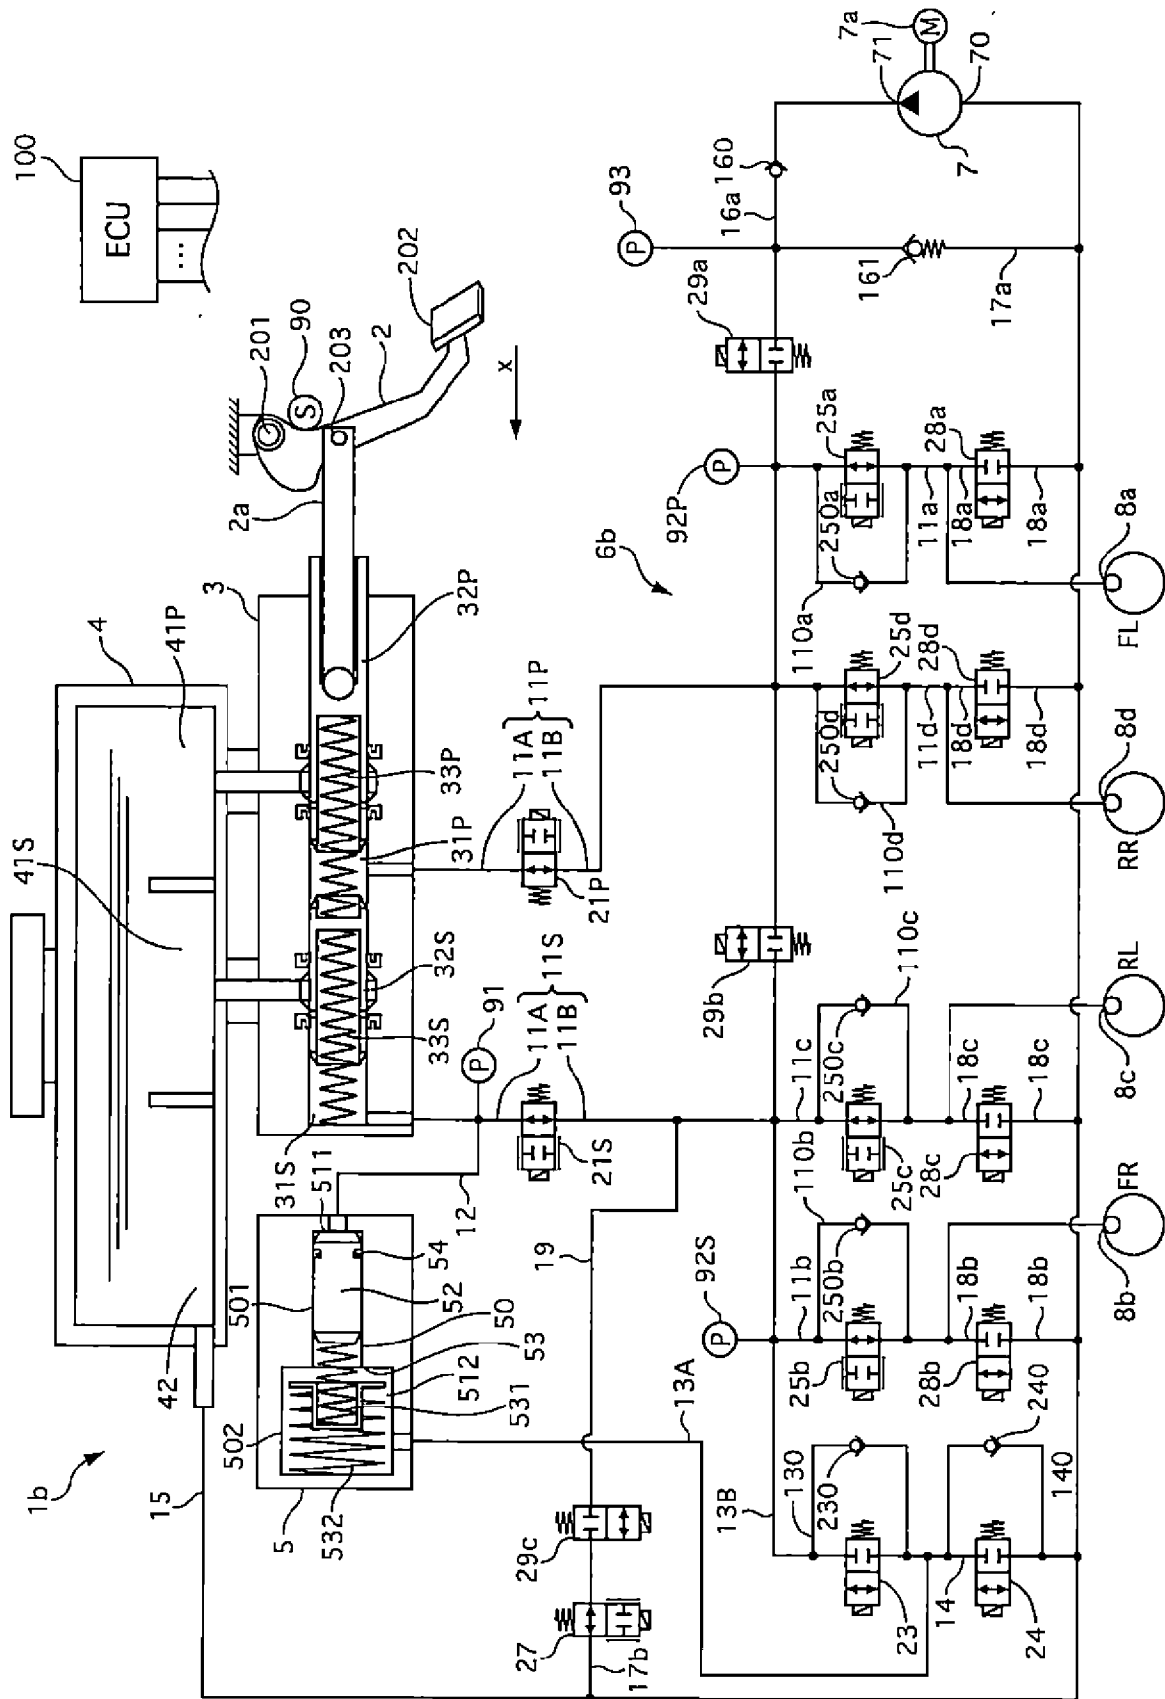 1b
15
42
41S
4
41P
3
2a
201
90
2
203
202
x
100
ECU
...
5
502
532
531
512
53
50
501
52
54
511
31S
33S
32S
31P
33P
32P
12
91
P
11A
11B
11S
21S
11A
11B
11P
21P
6b
19
29c
27
17b
13A
13B
92S
P
29b
92P
P
29a
93
P
16a
160
161
17a
7
70
71
7a
M
S
130
230
23
14
24
140
240
11b
110b
250b
25b
18b
28b
18b
8b
FR
11c
110c
250c
25c
18c
28c
18c
8c
RL
110d
250d
25d
11d
18d
28d
18d
8d
RR
110a
250a
25a
11a
18a
28a
18a
8a
FL